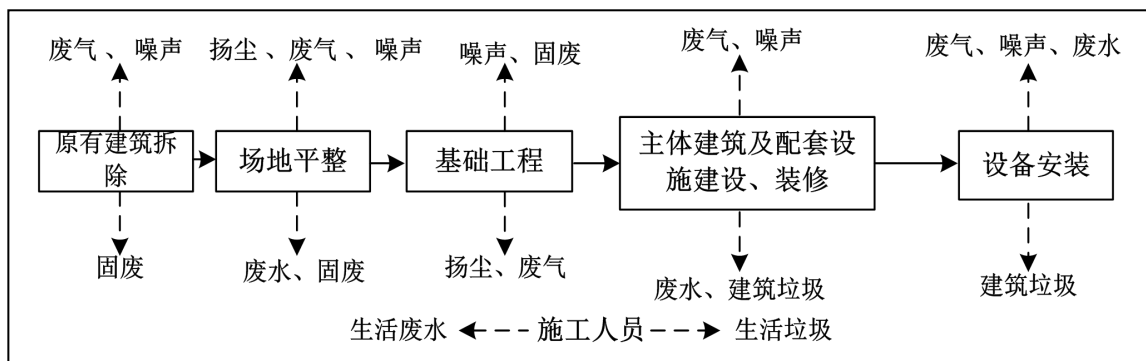 废气、噪声
扬尘、废气、噪声
噪声、固废
废气、噪声
废气、噪声、废水
原有建筑拆
除
场地平整
基础工程
主体建筑及配套设
施建设、装修
设备安装
固废
废水、固废
扬尘、废气
废水、建筑垃圾
建筑垃圾
生活废水
施工人员
生活垃圾